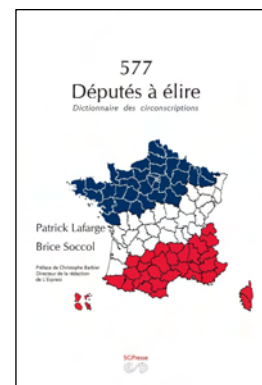 577
Députés à élire
Dictionnaire des circonscriptions
Patrick Lafarge
Brice Soccol
Préface de Christophe Barbier
Directeur de la rédaction
de L'Express
SGPresse